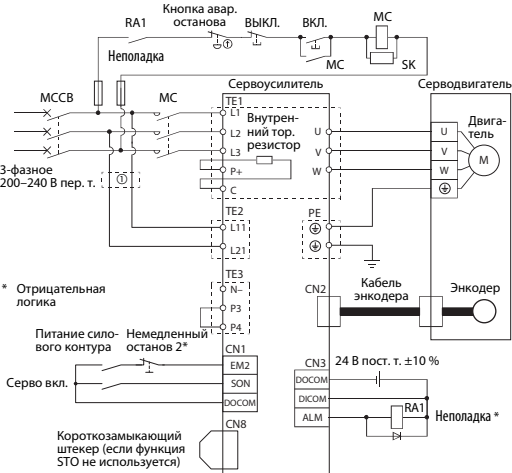 Кнопка авар.
останова
RA1
①
ВЫКЛ.
ВКЛ.
MC
Неполадка
MC
SK
MCCB
MC
Сервоусилитель
Серводвигатель
TE1
L1
L2
L3
P+
C
Внутрен-
ний тор.
резистор
U
V
W
U
V
W
Двига-
тель
M
3-фазное
200–240 В пер. т.
①
TE2
L11
L21
PE
TE3
N–
P3
P4
* Отрицательная
логика
CN2
Кабель
энкодера
Энкодер
Питание сило-
вого контура
Немедленный
останов 2*
Серво вкл.
CN1
EM2
SON
DOCOM
CN3
24 В пост. т. ±10 %
DOCOM
DICOM
ALM
RA1
Неполадка *
CN8
Короткозамыкающий
штекер (если функция
STO не используется)